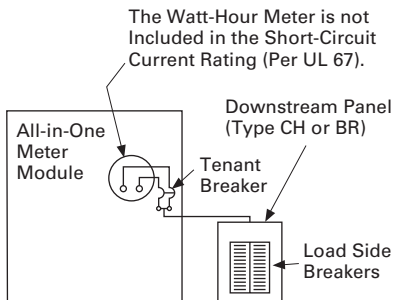 The Watt-Hour Meter is not
Included in the Short-Circuit
Current Rating (Per UL 67).
Downstream Panel
(Type CH or BR)
All-in-One
Meter
Module
Tenant
Breaker
Load Side
Breakers